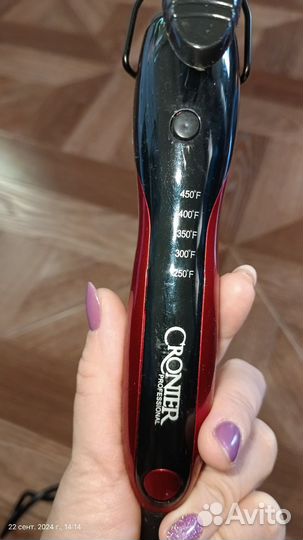 450°F
400°F
350°F
300°F
250°F
CRONIER
PROFESSIONAL
22 сент. 2024 г., 14:14
Avito